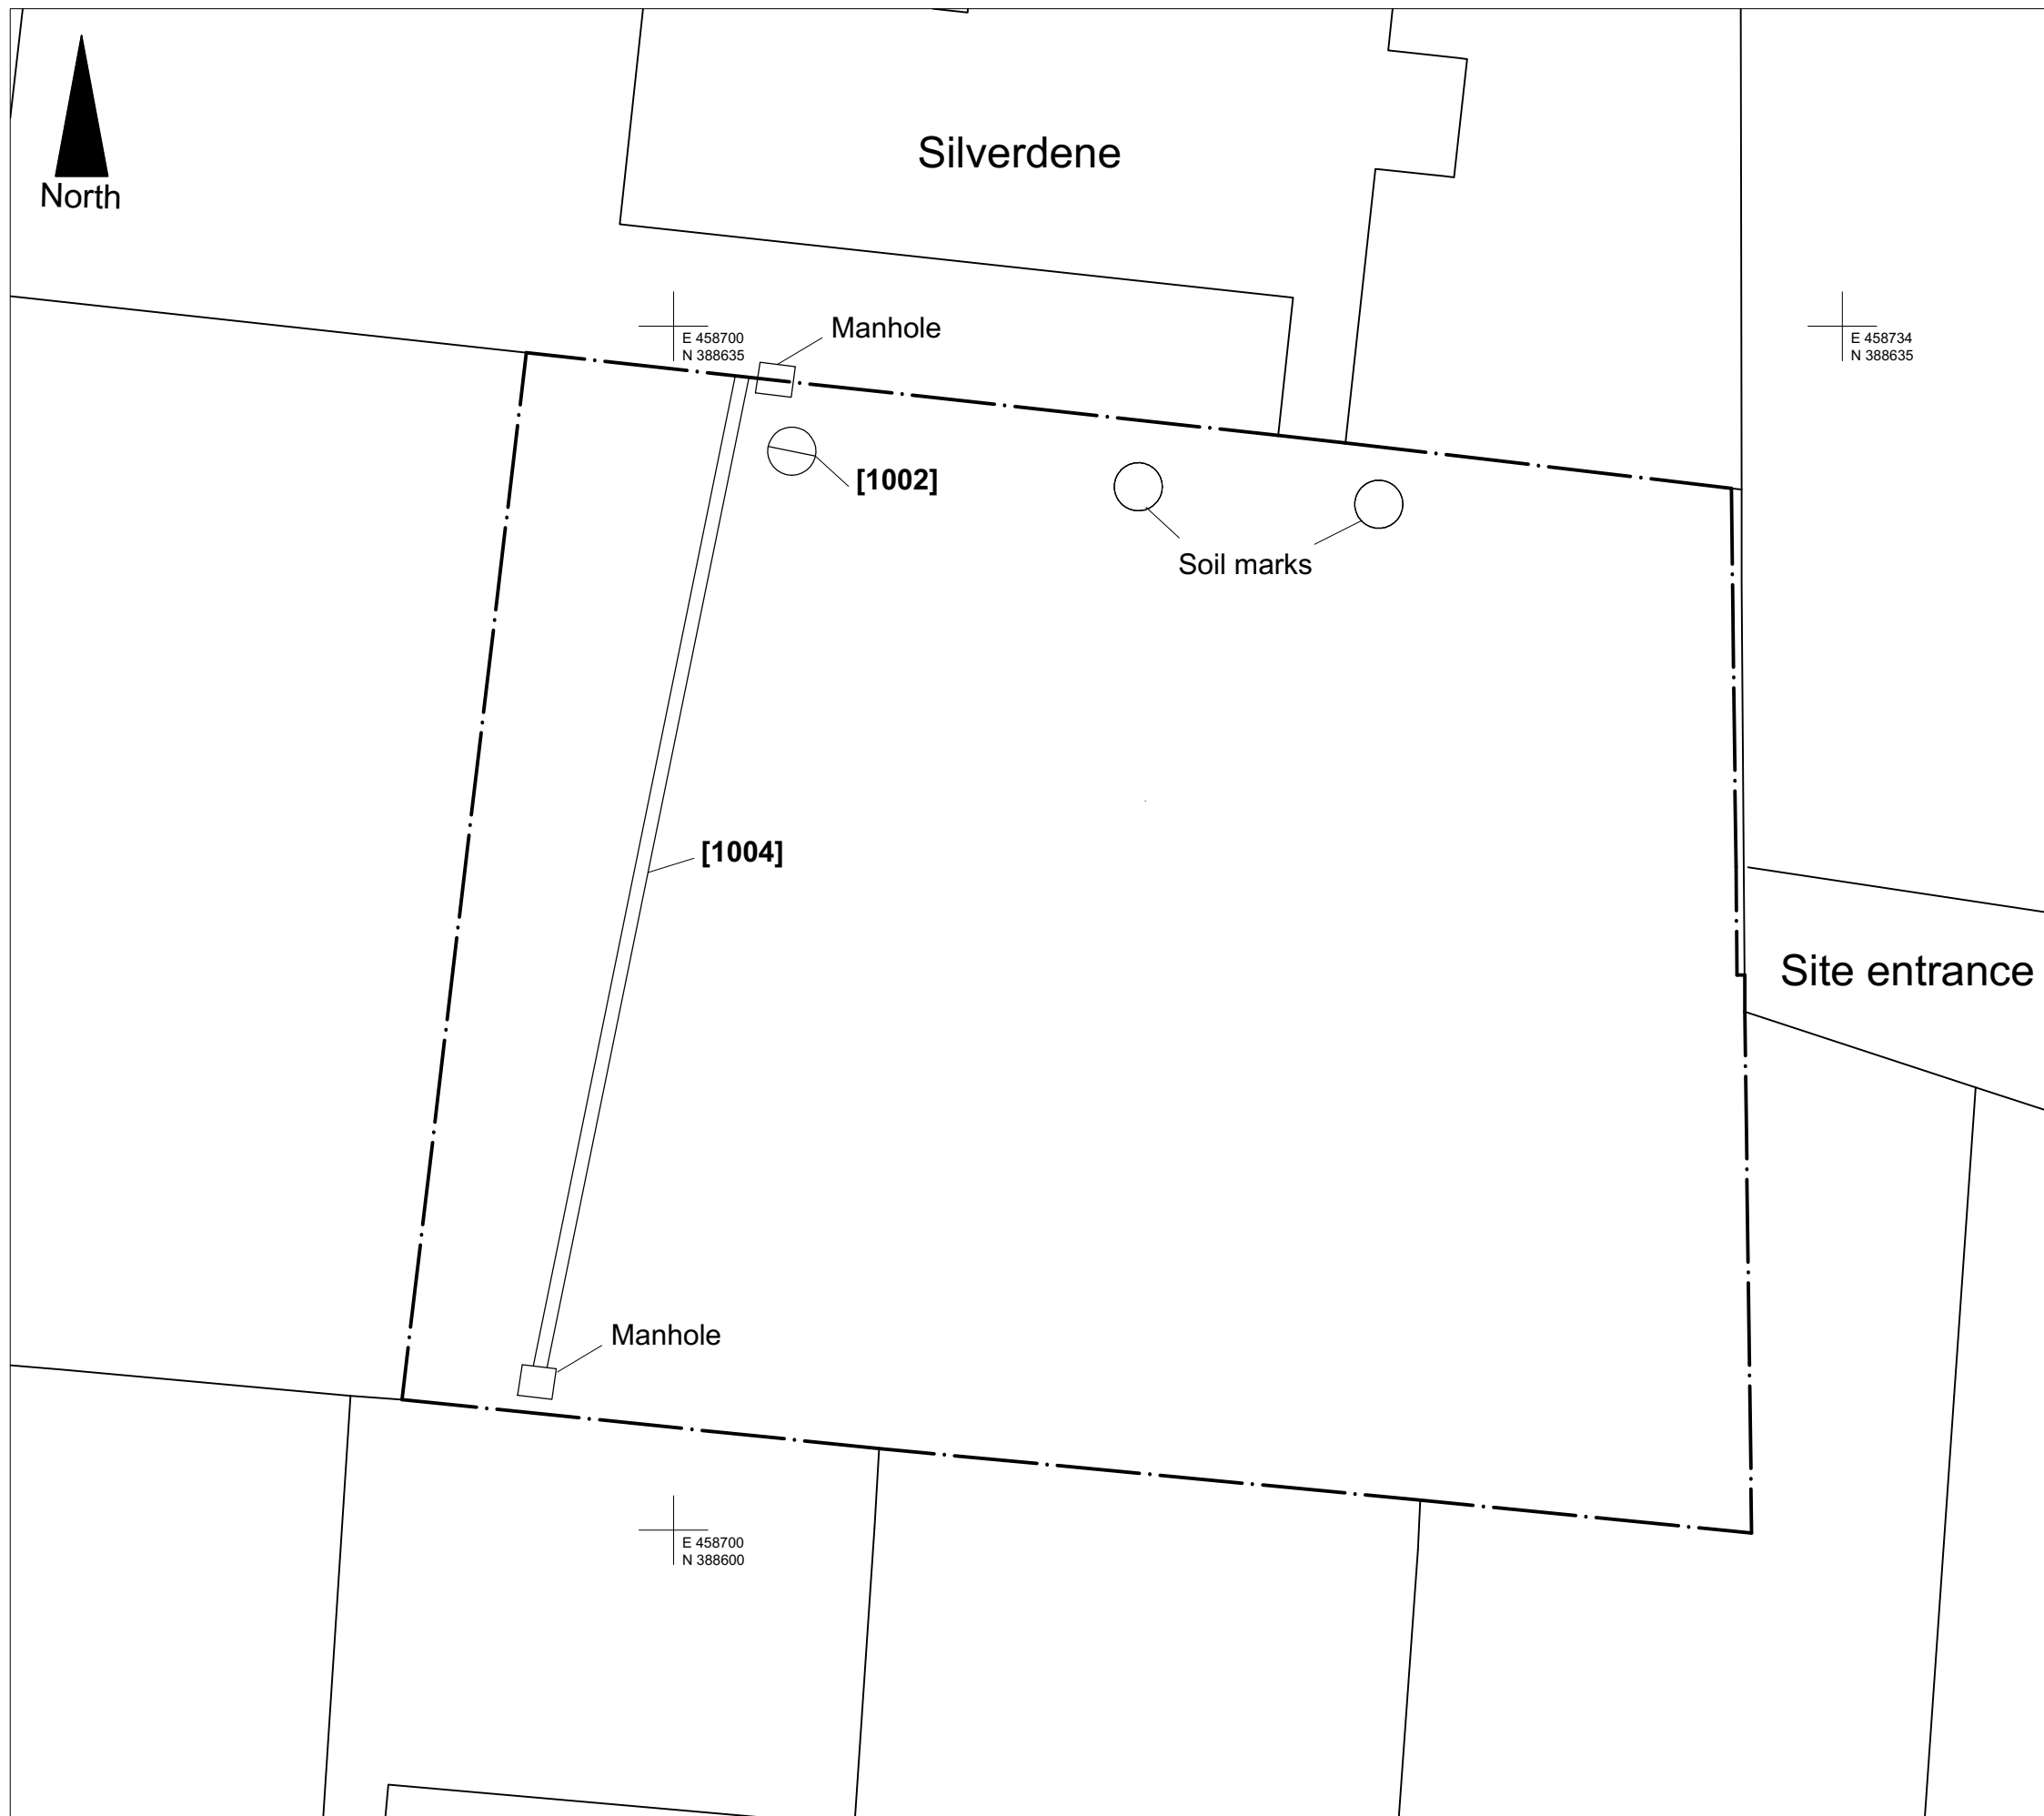 Silverdene
North
Manhole
E 458700
N 388635
E 458734
N 388635
[1002]
Soil marks
[1004]
Site entrance
Manhole
E 458700
N 388600